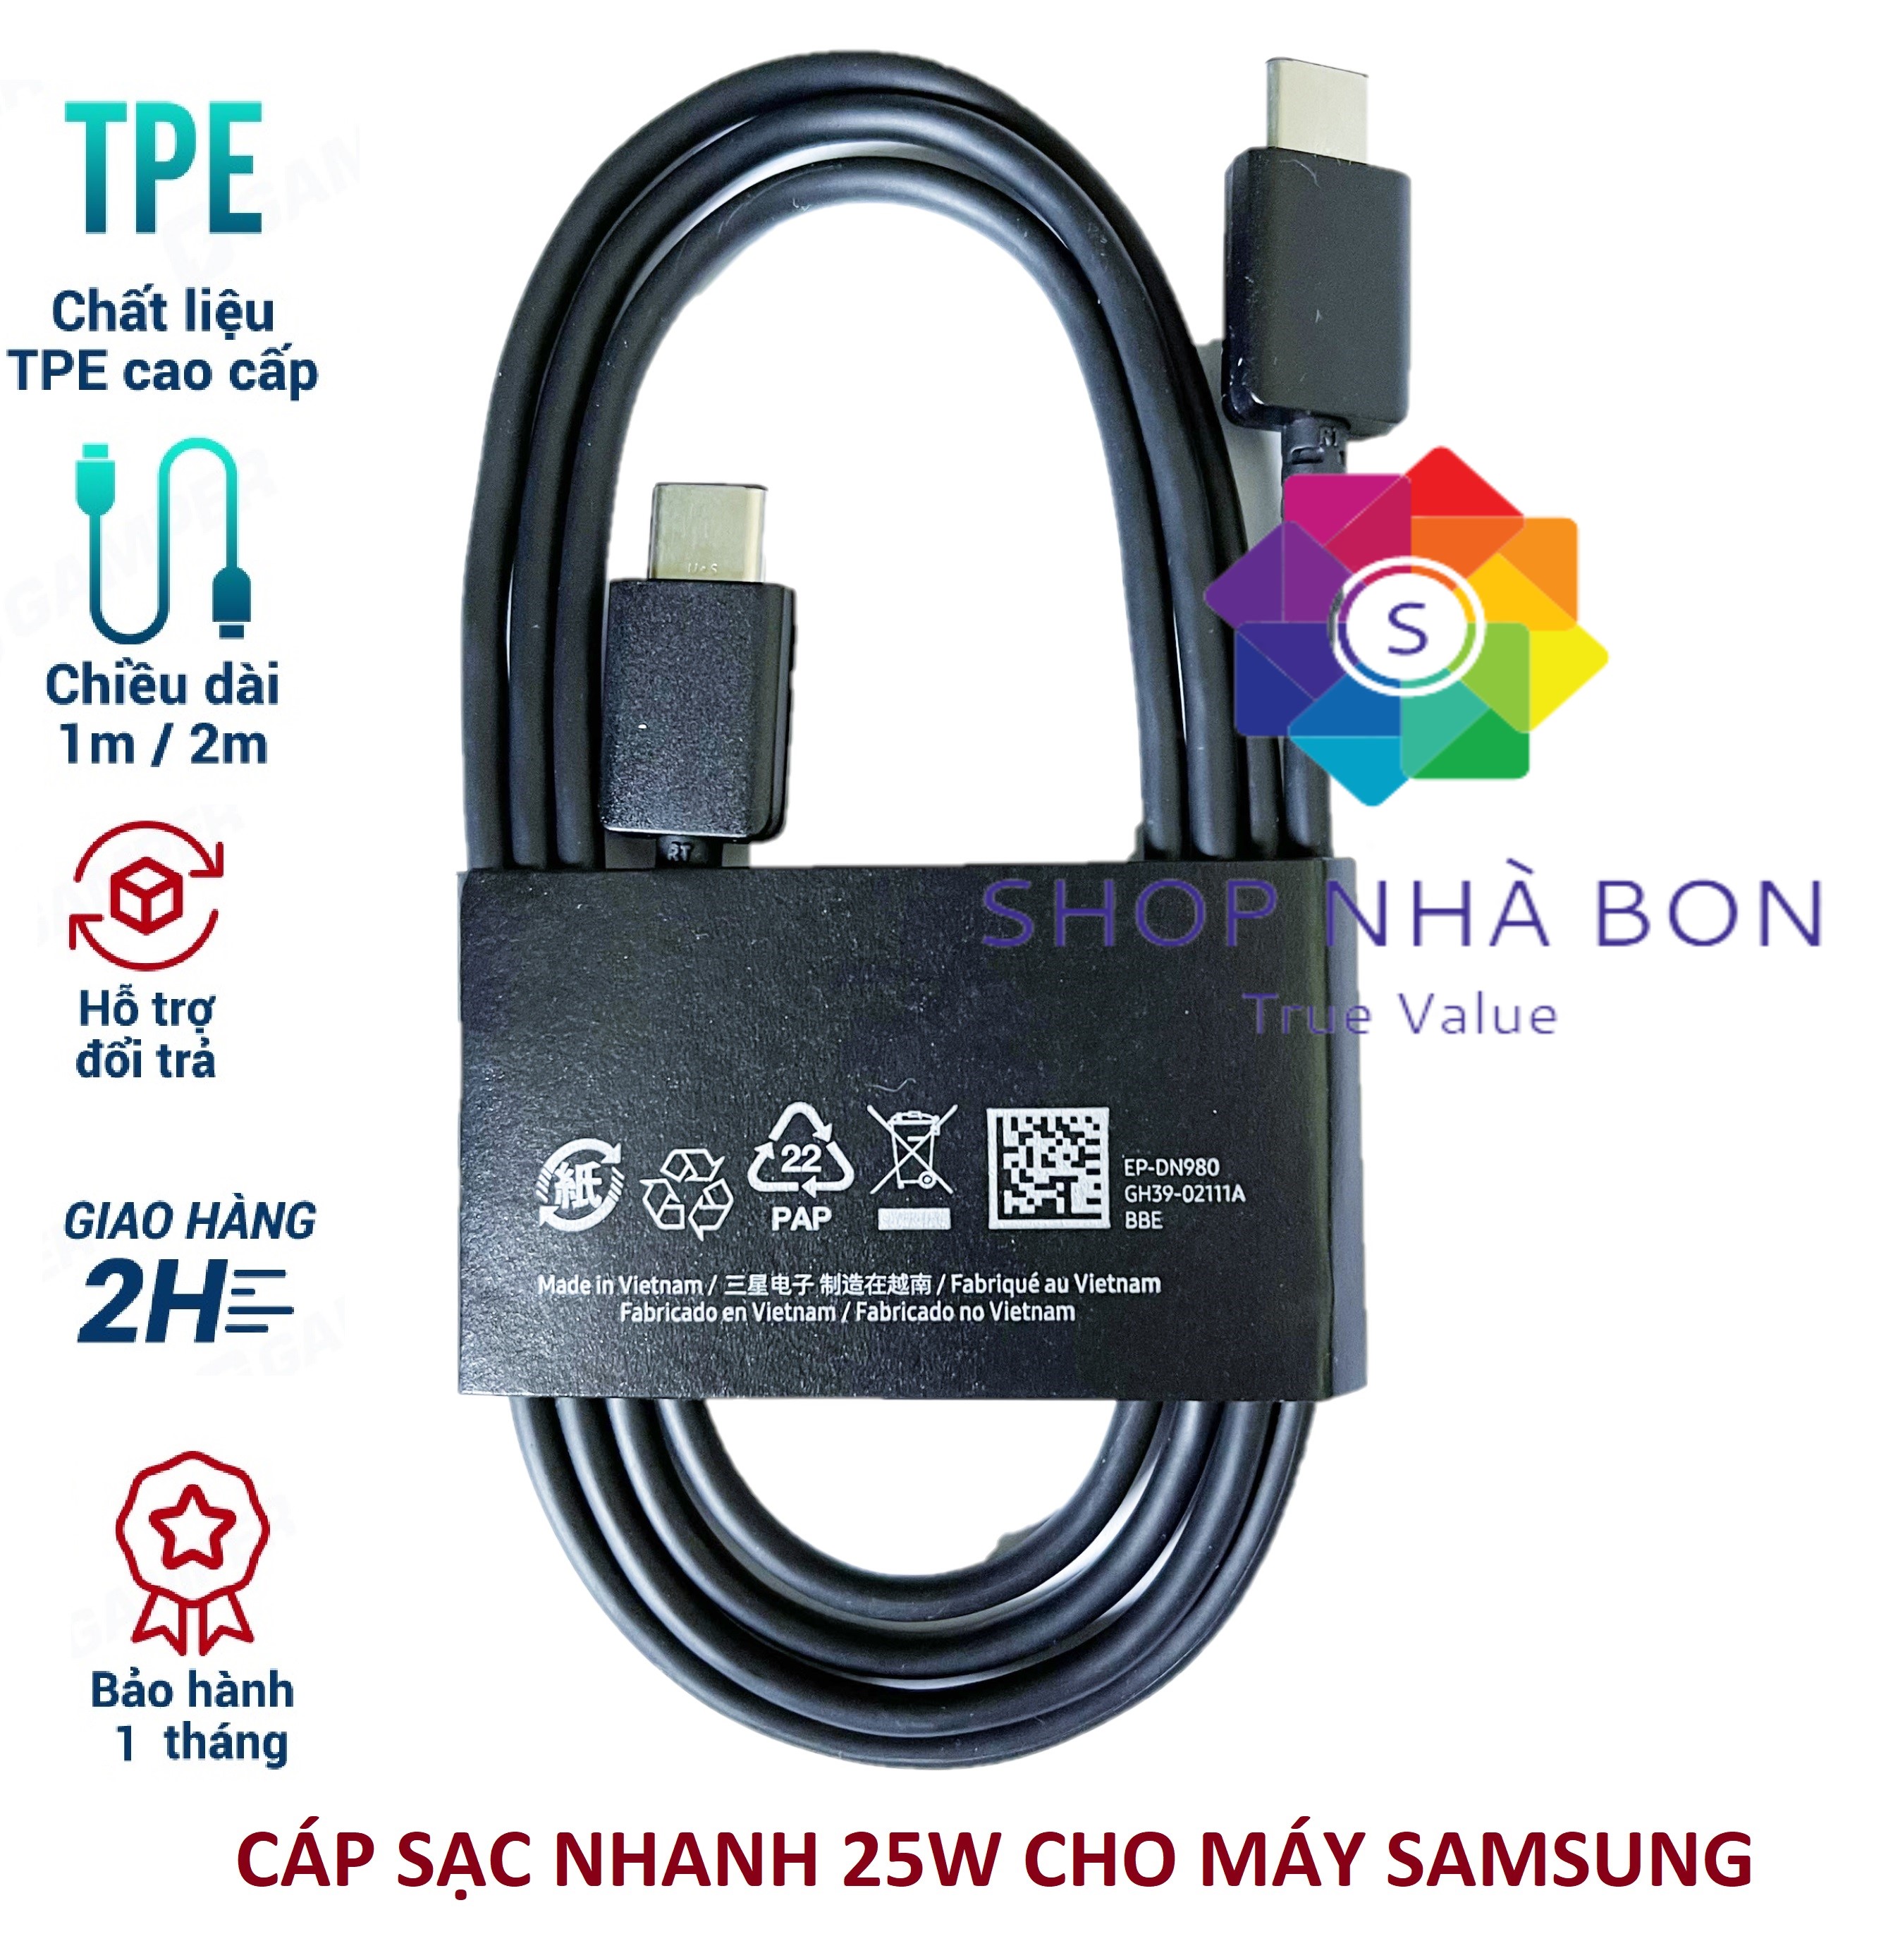 TPE
Chất liệu
TPE cao cấp
Chiều dài
1m / 2m
Hỗ trợ
đổi trả
GIAO HÀNG
2H
Bảo hành
1 tháng
S
SHOP NHÀ BON
True Value
RT
紙
22
PAP
EP-DN980
GH39-02111A
BBE
Made in Vietnam / 三星电子 制造在越南 / Fabriqué au Vietnam
Fabricado en Vietnam / Fabricado no Vietnam
CÁP SẠC NHANH 25W CHO MÁY SAMSUNG